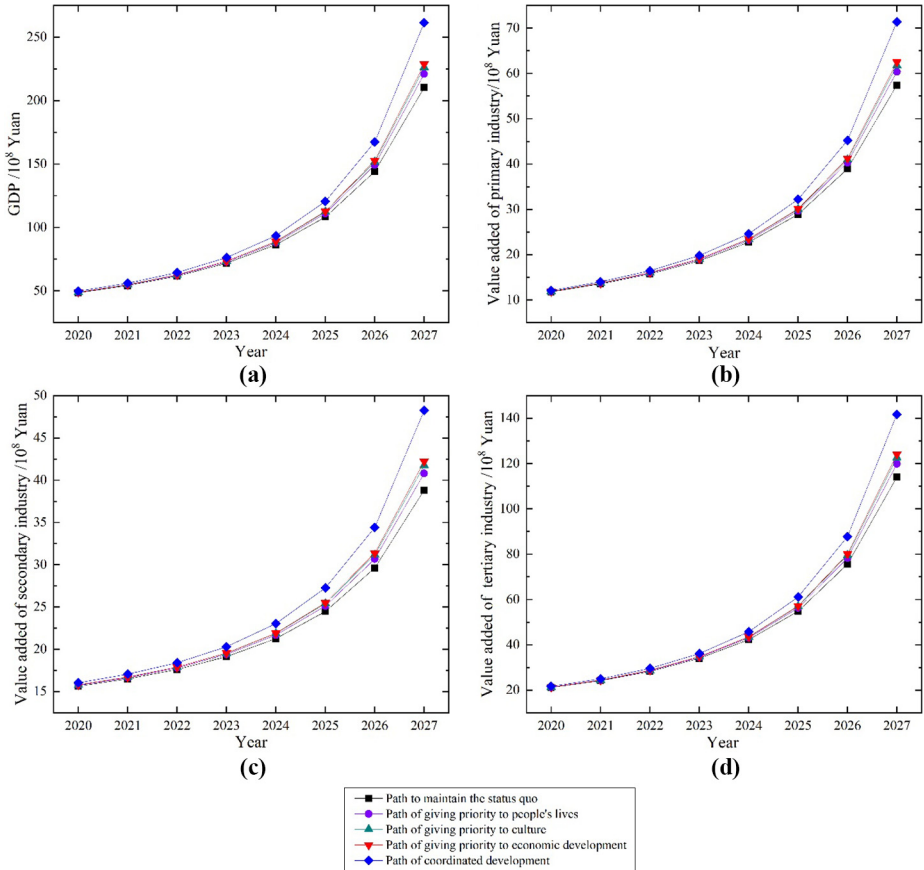 250
200
150
100
50
GDP /10⁸ Yuan
2020 2021 2022 2023 2024 2025 2026 2027
Year
(a)
70
60
50
40
30
20
10
Value added of primary industry/10⁸ Yuan
2020 2021 2022 2023 2024 2025 2026 2027
Year
(b)
50
45
40
35
30
25
20
15
Value added of secondary industry /10⁸ Yuan
2020 2021 2022 2023 2024 2025 2026 2027
Year
(c)
140
120
100
80
60
40
20
Value added of tertiary industry /10⁸ Yuan
2020 2021 2022 2023 2024 2025 2026 2027
Year
(d)
Path to maintain the status quo
Path of giving priority to people's lives
Path of giving priority to culture
Path of giving priority to economic development
Path of coordinated development